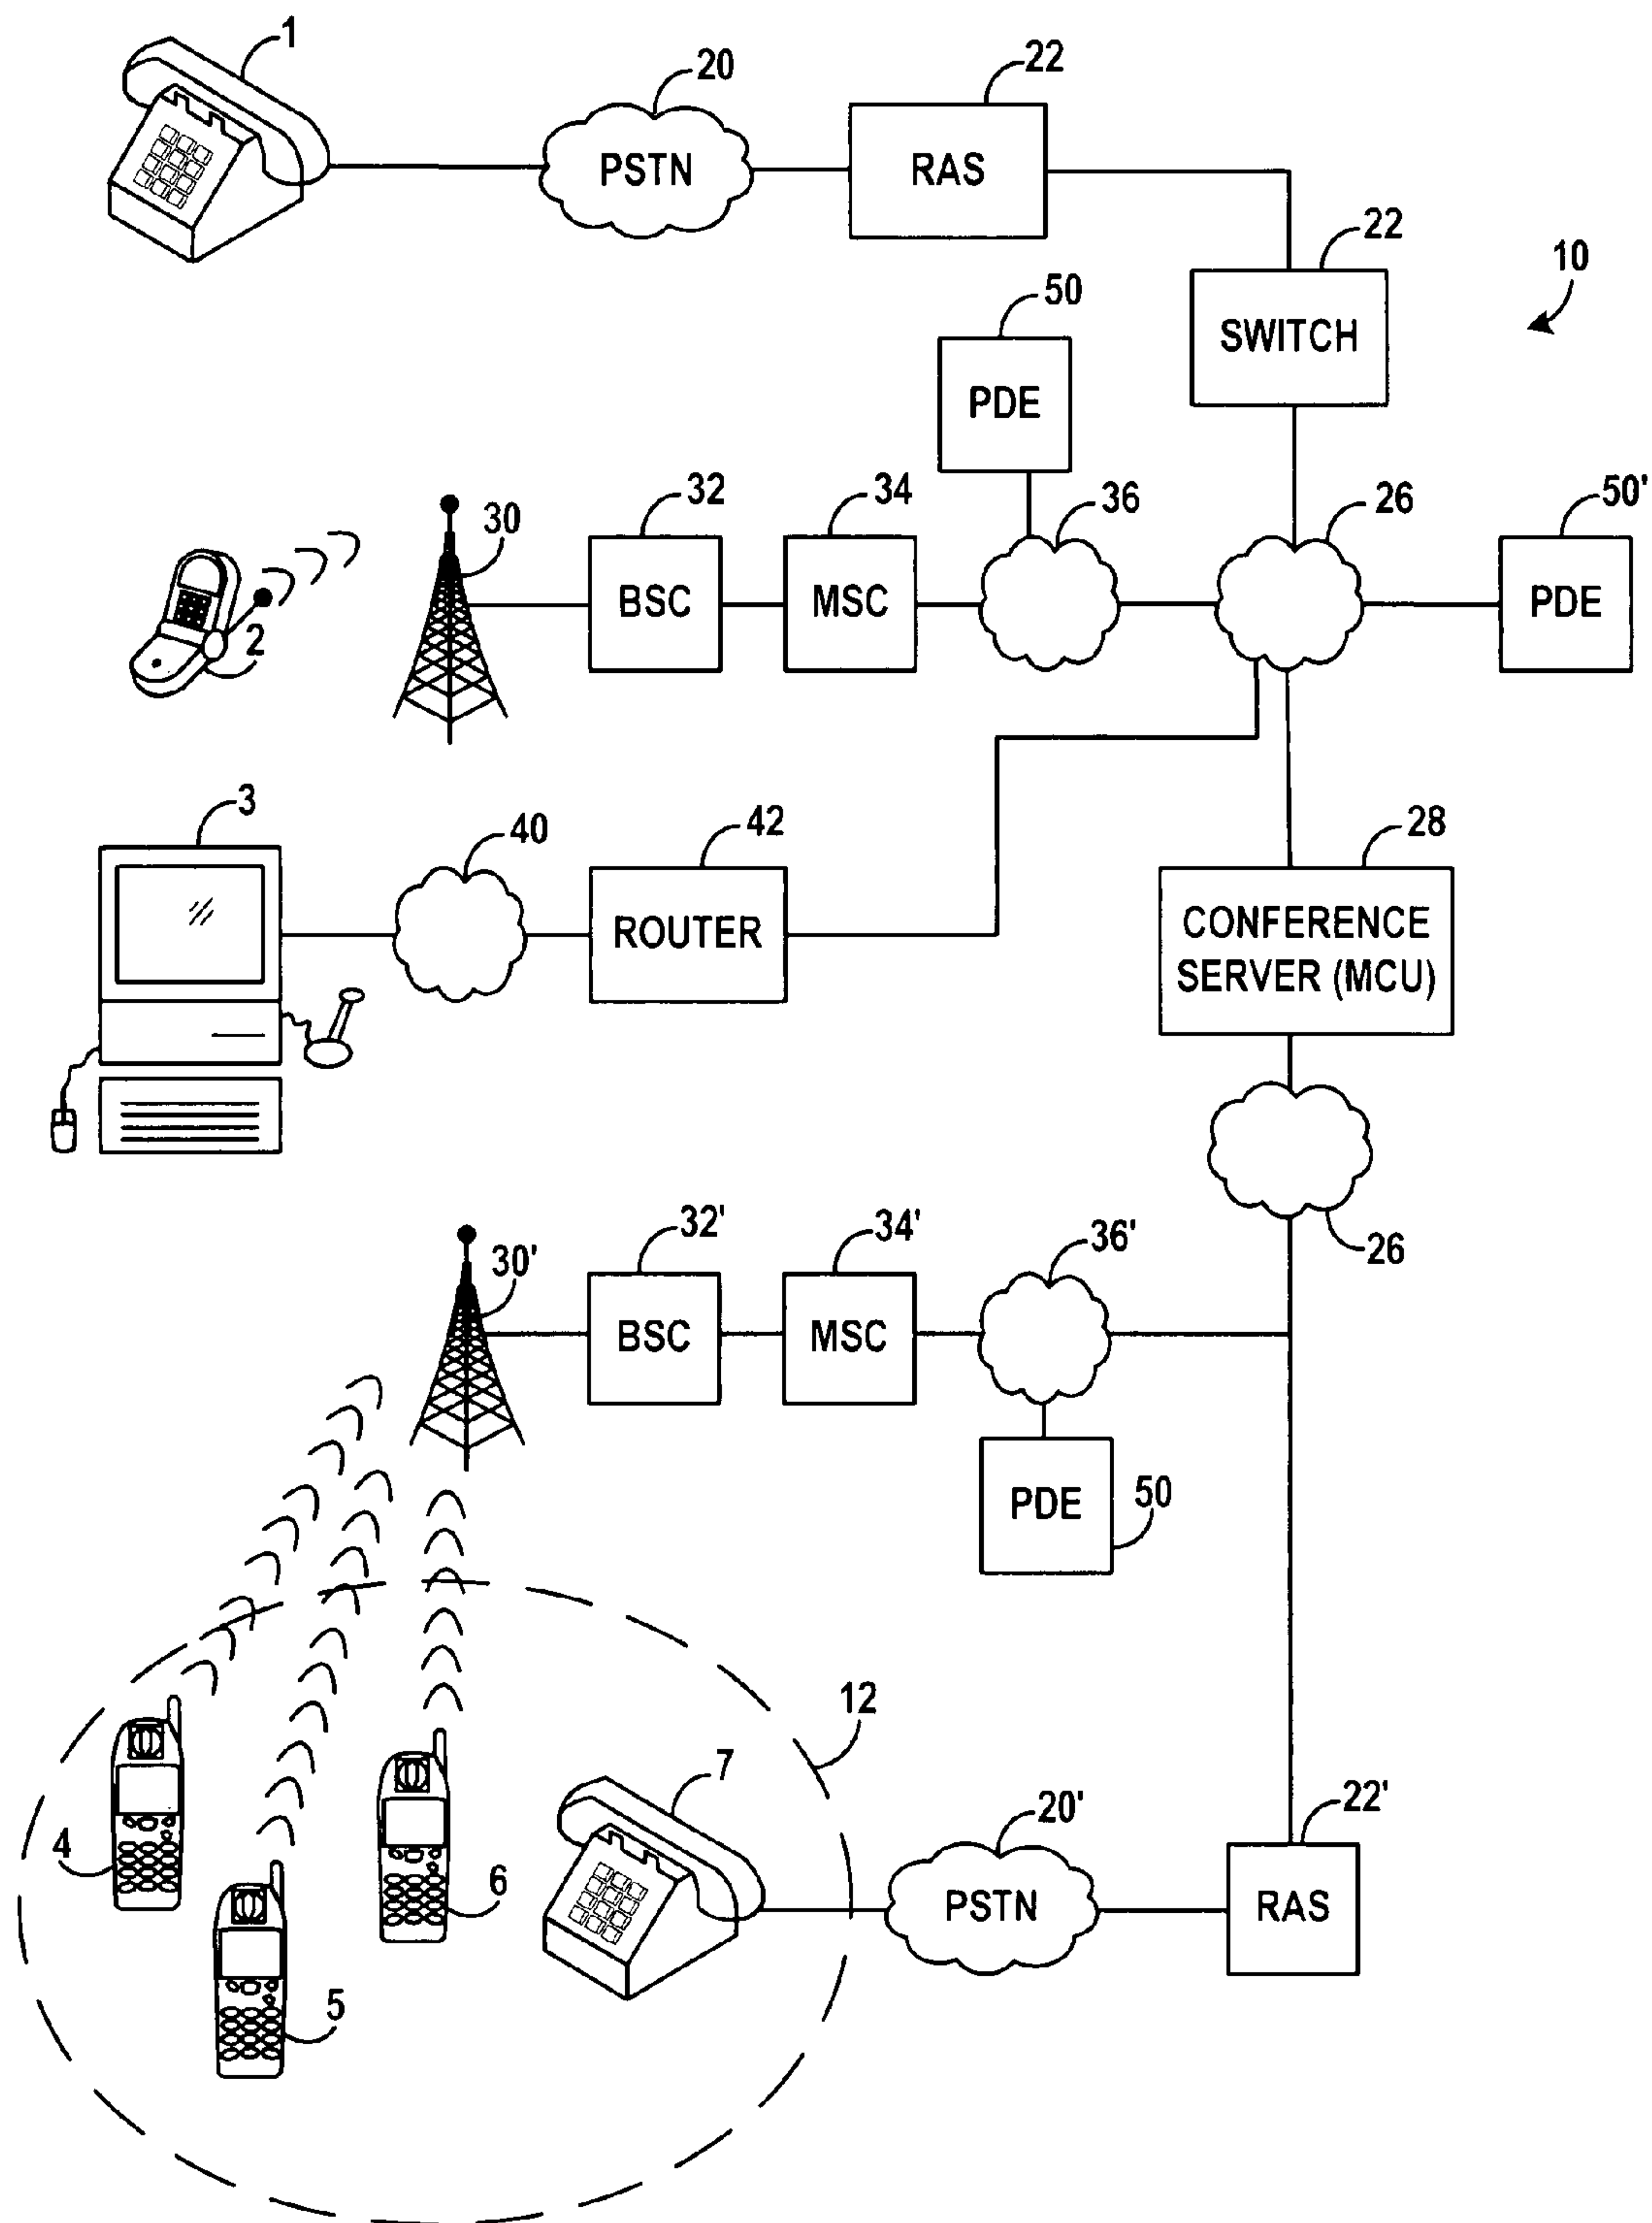 1
20
22
PSTN
RAS
22
10
SWITCH
50
PDE
30
32
34
36
26
50'
BSC
MSC
PDE
2
3
40
42
28
ROUTER
CONFERENCE
SERVER (MCU)
26
30'
32'
34'
36'
BSC
MSC
PDE
50
12
4
5
6
7
20'
22'
PSTN
RAS